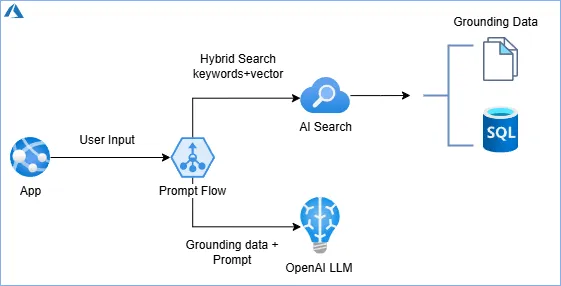 Grounding Data
Hybrid Search
keywords+vector
AI Search
SQL
User Input
App
Prompt Flow
Grounding data +
Prompt
OpenAI LLM